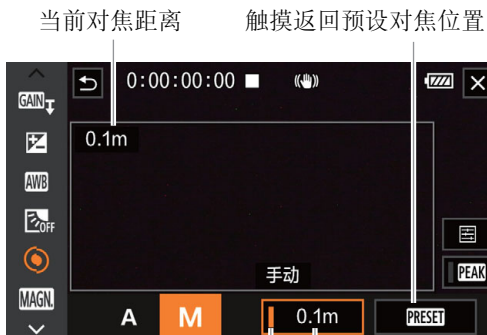 当前对焦距离 触摸返回预设对焦位置
0:00:00:00
GAIN
0.1m
AWB
OFF
手动
PEAK
MAGN.
A M 0.1m PRESET